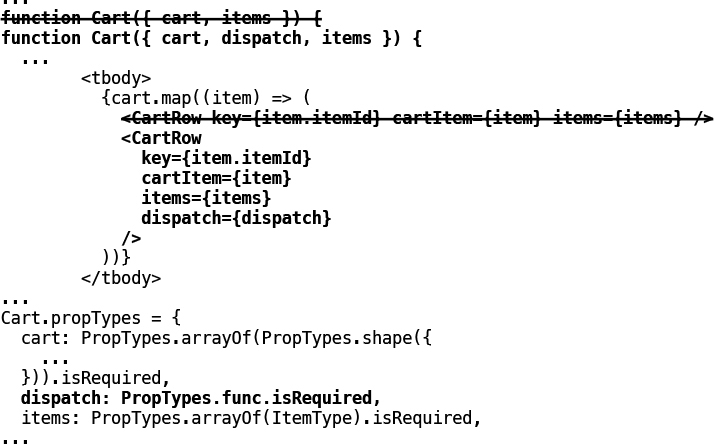 ...
function Cart({ cart, items }) {
function Cart({ cart, dispatch, items }) {
  ...
        <tbody>
          {cart.map((item) => (
            <CartRow key={item.itemId} cartItem={item} items={items} />
            <CartRow
              key={item.itemId}
              cartItem={item}
              items={items}
              dispatch={dispatch}
            />
          ))}
        </tbody>
...
Cart.propTypes = {
  cart: PropTypes.arrayOf(PropTypes.shape({
    ...
  })).isRequired,
  dispatch: PropTypes.func.isRequired,
  items: PropTypes.arrayOf(ItemType).isRequired,
...